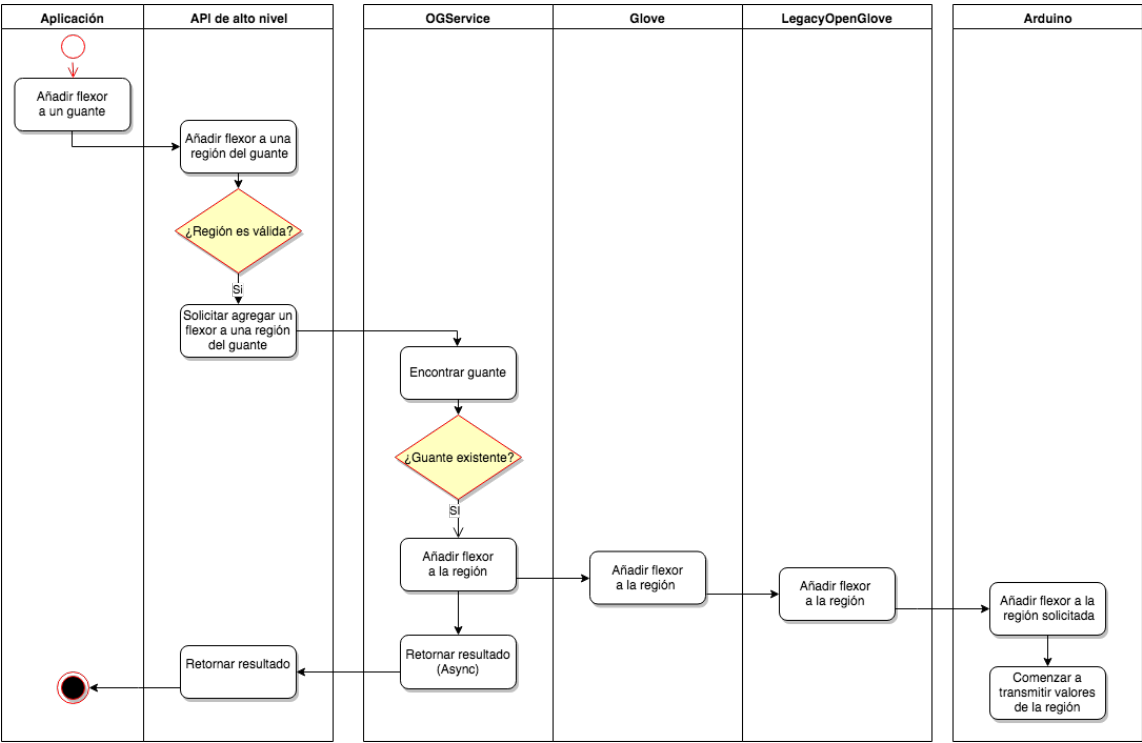 Aplicación
API de alto nivel
OGService
Glove
LegacyOpenGlove
Arduino
Añadir flexor
a un guante
Añadir flexor a una
región del guante
¿Región es válida?
Si
Solicitar agregar un
flexor a una región
del guante
Encontrar guante
¿Guante existente?
Si
Añadir flexor
a la región
Añadir flexor
a la región
Añadir flexor
a la región
Añadir flexor a la
región solicitada
Retornar resultado
(Async)
Retornar resultado
Comenzar a
transmitir valores
de la región